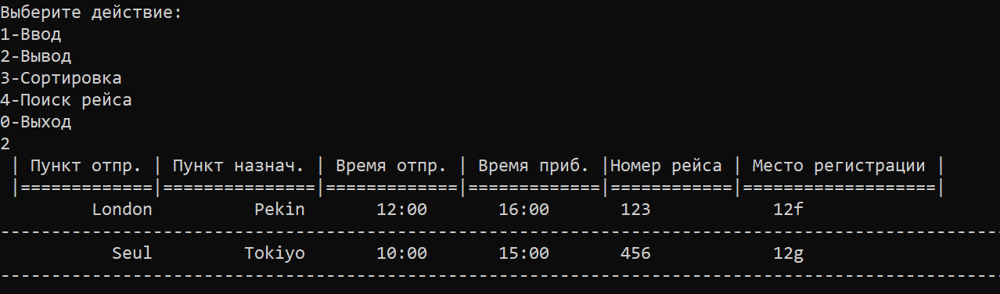 Выберите действие:
1-Ввод
2-Вывод
3-Сортировка
4-Поиск рейса
0-Выход
2
| Пункт отпр. | Пункт назнач. | Время отпр. | Время приб. |Номер рейса | Место регистрации |
|=============|===============|=============|=============|============|===================|
London Pekin 12:00 16:00 123 12f
---------------------------------------------------------------------------------------------------
Seul Tokiyo 10:00 15:00 456 12g
---------------------------------------------------------------------------------------------------